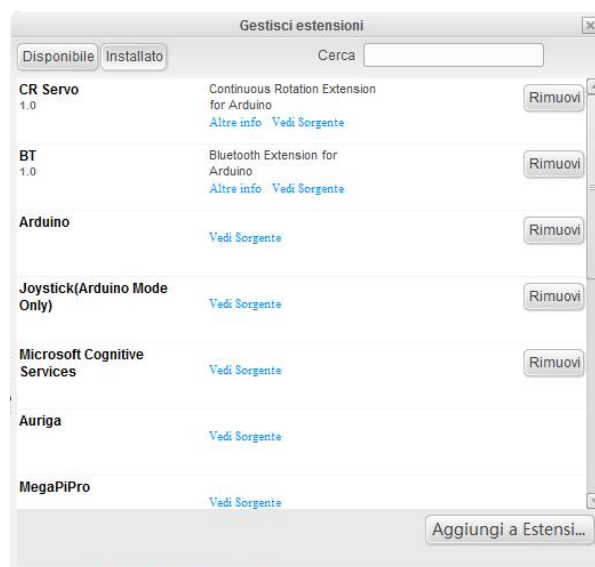 Gestisci estensioni
Disponibile Installato Cerca
CR Servo
1.0
Continuous Rotation Extension
for Arduino
Altre info Vedi Sorgente
Rimuovi
BT
1.0
Bluetooth Extension for
Arduino
Altre info Vedi Sorgente
Rimuovi
Arduino
Vedi Sorgente
Rimuovi
Joystick(Arduino Mode
Only)
Vedi Sorgente
Rimuovi
Microsoft Cognitive
Services
Vedi Sorgente
Rimuovi
Auriga
Vedi Sorgente
MegaPiPro
Vedi Sorgente
Aggiungi a Estensi...